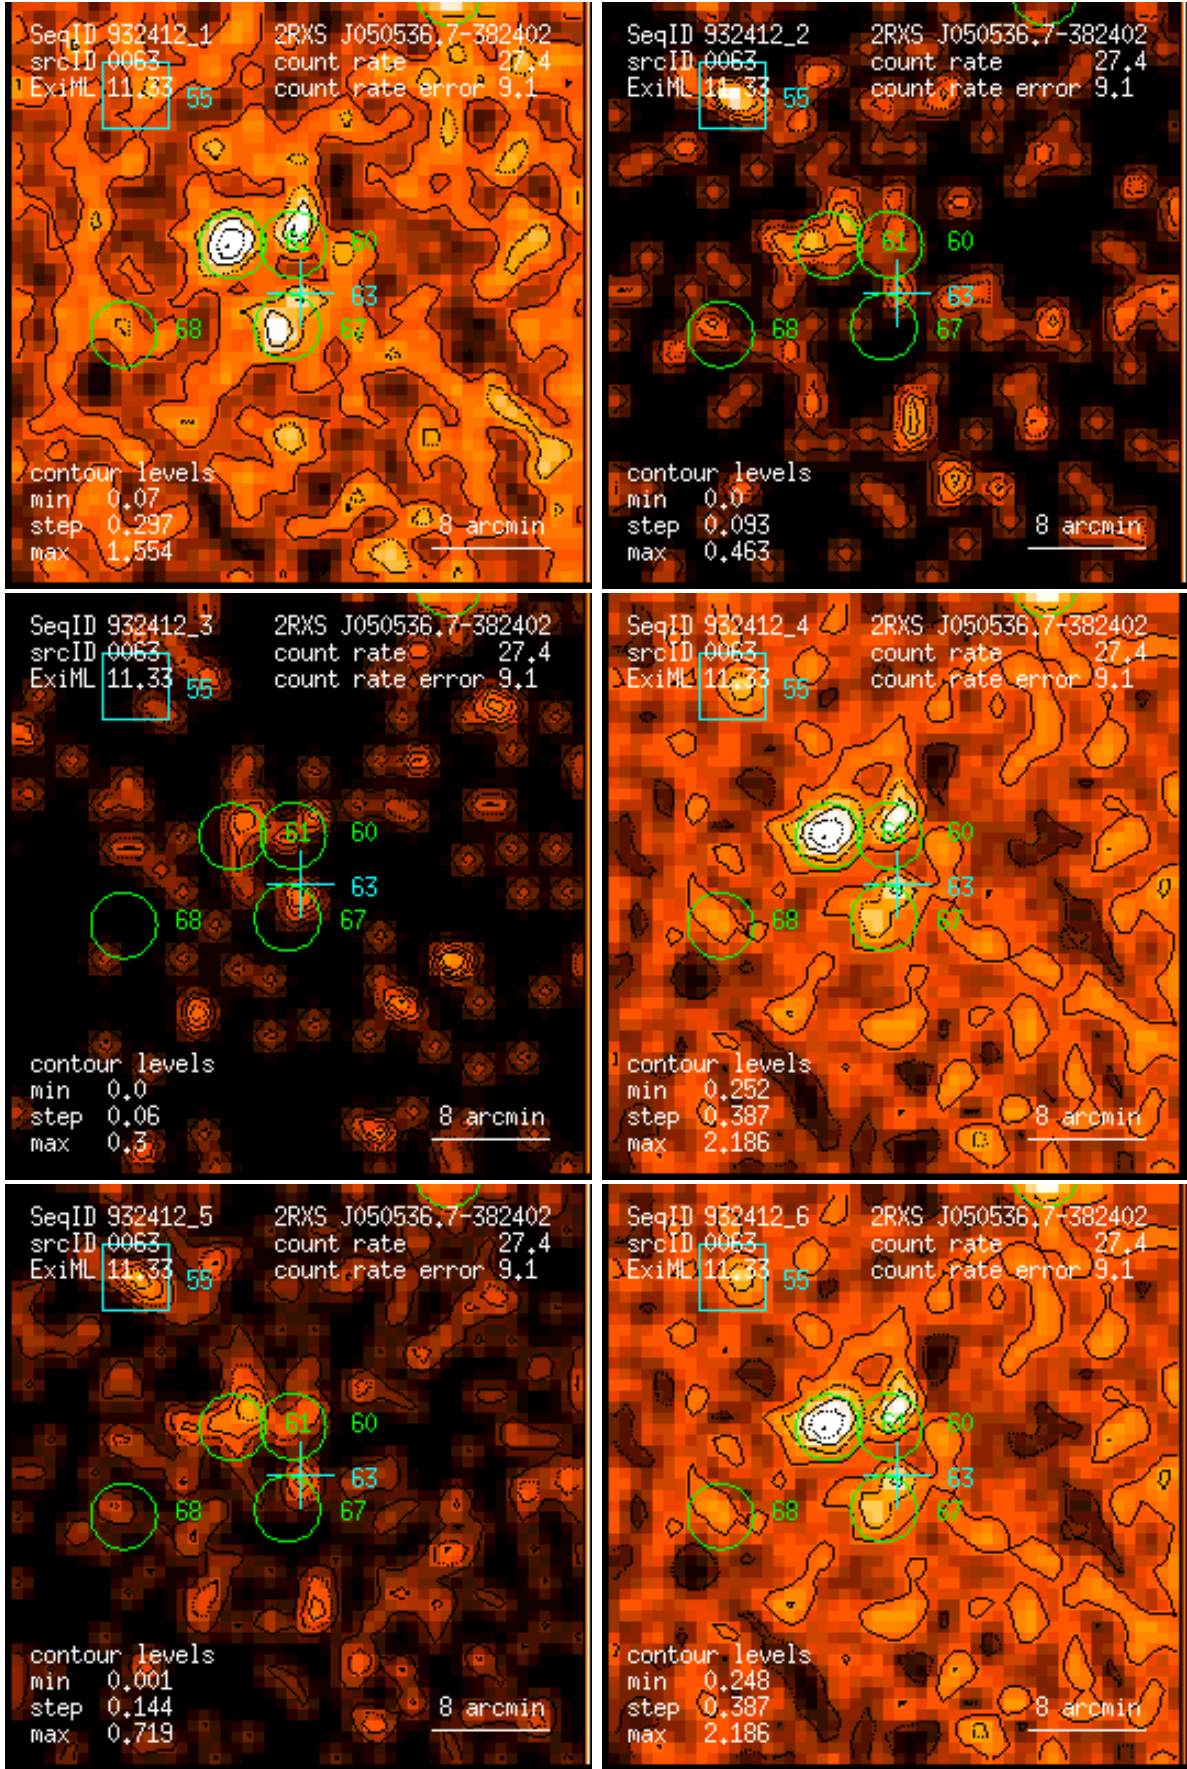 SeqID 932412_1 2RXS J050536.7-382402
srcID 0063 count rate 27.4
ExiML 11.33 count rate error 9.1
55
61 60
63
68 67
contour levels
min 0.07
step 0.297
max 1.554
8 arcmin
SeqID 932412_2 2RXS J050536.7-382402
srcID 0063 count rate 27.4
ExiML 11.33 count rate error 9.1
55
61 60
63
68 67
contour levels
min 0.0
step 0.093
max 0.463
8 arcmin
SeqID 932412_3 2RXS J050536.7-382402
srcID 0063 count rate 27.4
ExiML 11.33 count rate error 9.1
55
61 60
63
68 67
contour levels
min 0.0
step 0.06
max 0.3
8 arcmin
SeqID 932412_4 2RXS J050536.7-382402
srcID 0063 count rate 27.4
ExiML 11.33 count rate error 9.1
55
61 60
63
68 67
contour levels
min 0.252
step 0.387
max 2.186
8 arcmin
SeqID 932412_5 2RXS J050536.7-382402
srcID 0063 count rate 27.4
ExiML 11.33 count rate error 9.1
55
61 60
63
68 67
contour levels
min 0.001
step 0.144
max 0.719
8 arcmin
SeqID 932412_6 2RXS J050536.7-382402
srcID 0063 count rate 27.4
ExiML 11.33 count rate error 9.1
55
61 60
63
68 67
contour levels
min 0.248
step 0.387
max 2.186
8 arcmin